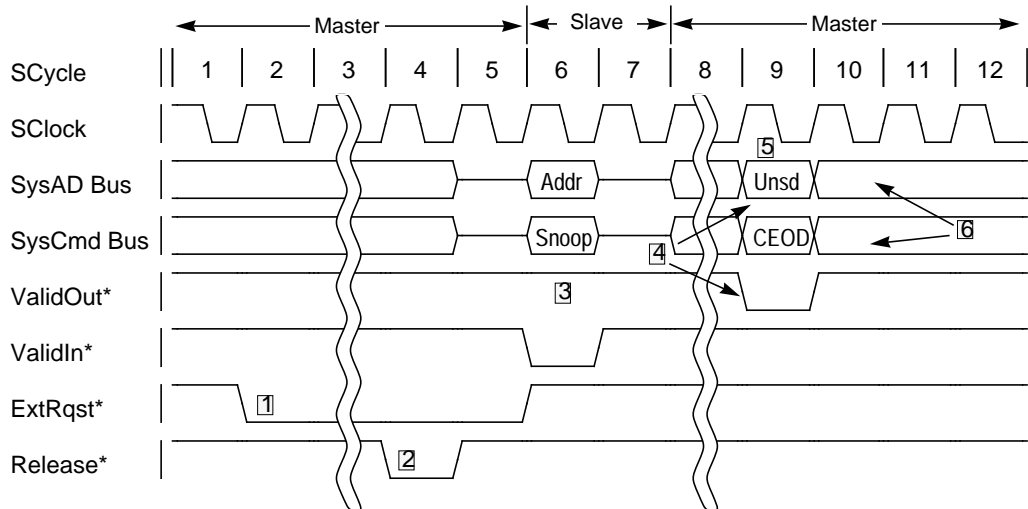 Master Slave Master
SCycle 1 2 3 4 5 6 7 8 9 10 11 12
SClock
5
SysAD Bus Addr Unsd
6
SysCmd Bus Snoop CEOD
4
ValidOut* 3
ValidIn*
ExtRqst* 1
Release* 2